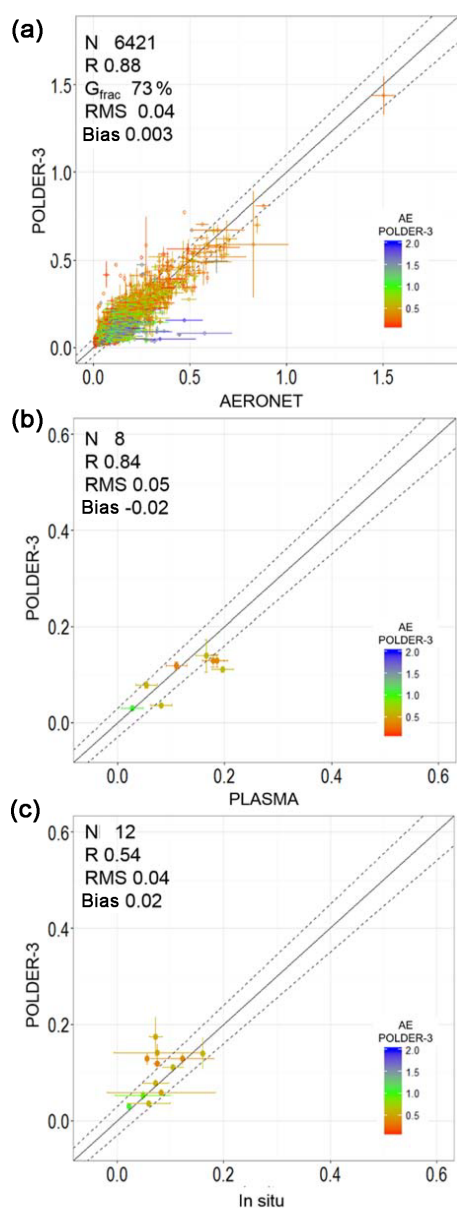 (a)
N 6421
R 0.88
Gfrac 73 %
RMS 0.04
Bias 0.003
1.5
1.0
0.5
0.0
POLDER-3
AE
POLDER-3
2.0
1.5
1.0
0.5
0.0 0.5 1.0 1.5
AERONET
(b)
0.6
N 8
R 0.84
RMS 0.05
Bias -0.02
0.4
0.2
0.0
POLDER-3
AE
POLDER-3
2.0
1.5
1.0
0.5
0.0 0.2 0.4 0.6
PLASMA
(c)
0.6
N 12
R 0.54
RMS 0.04
Bias 0.02
0.4
0.2
0.0
POLDER-3
AE
POLDER-3
2.0
1.5
1.0
0.5
0.0 0.2 0.4 0.6
In situ